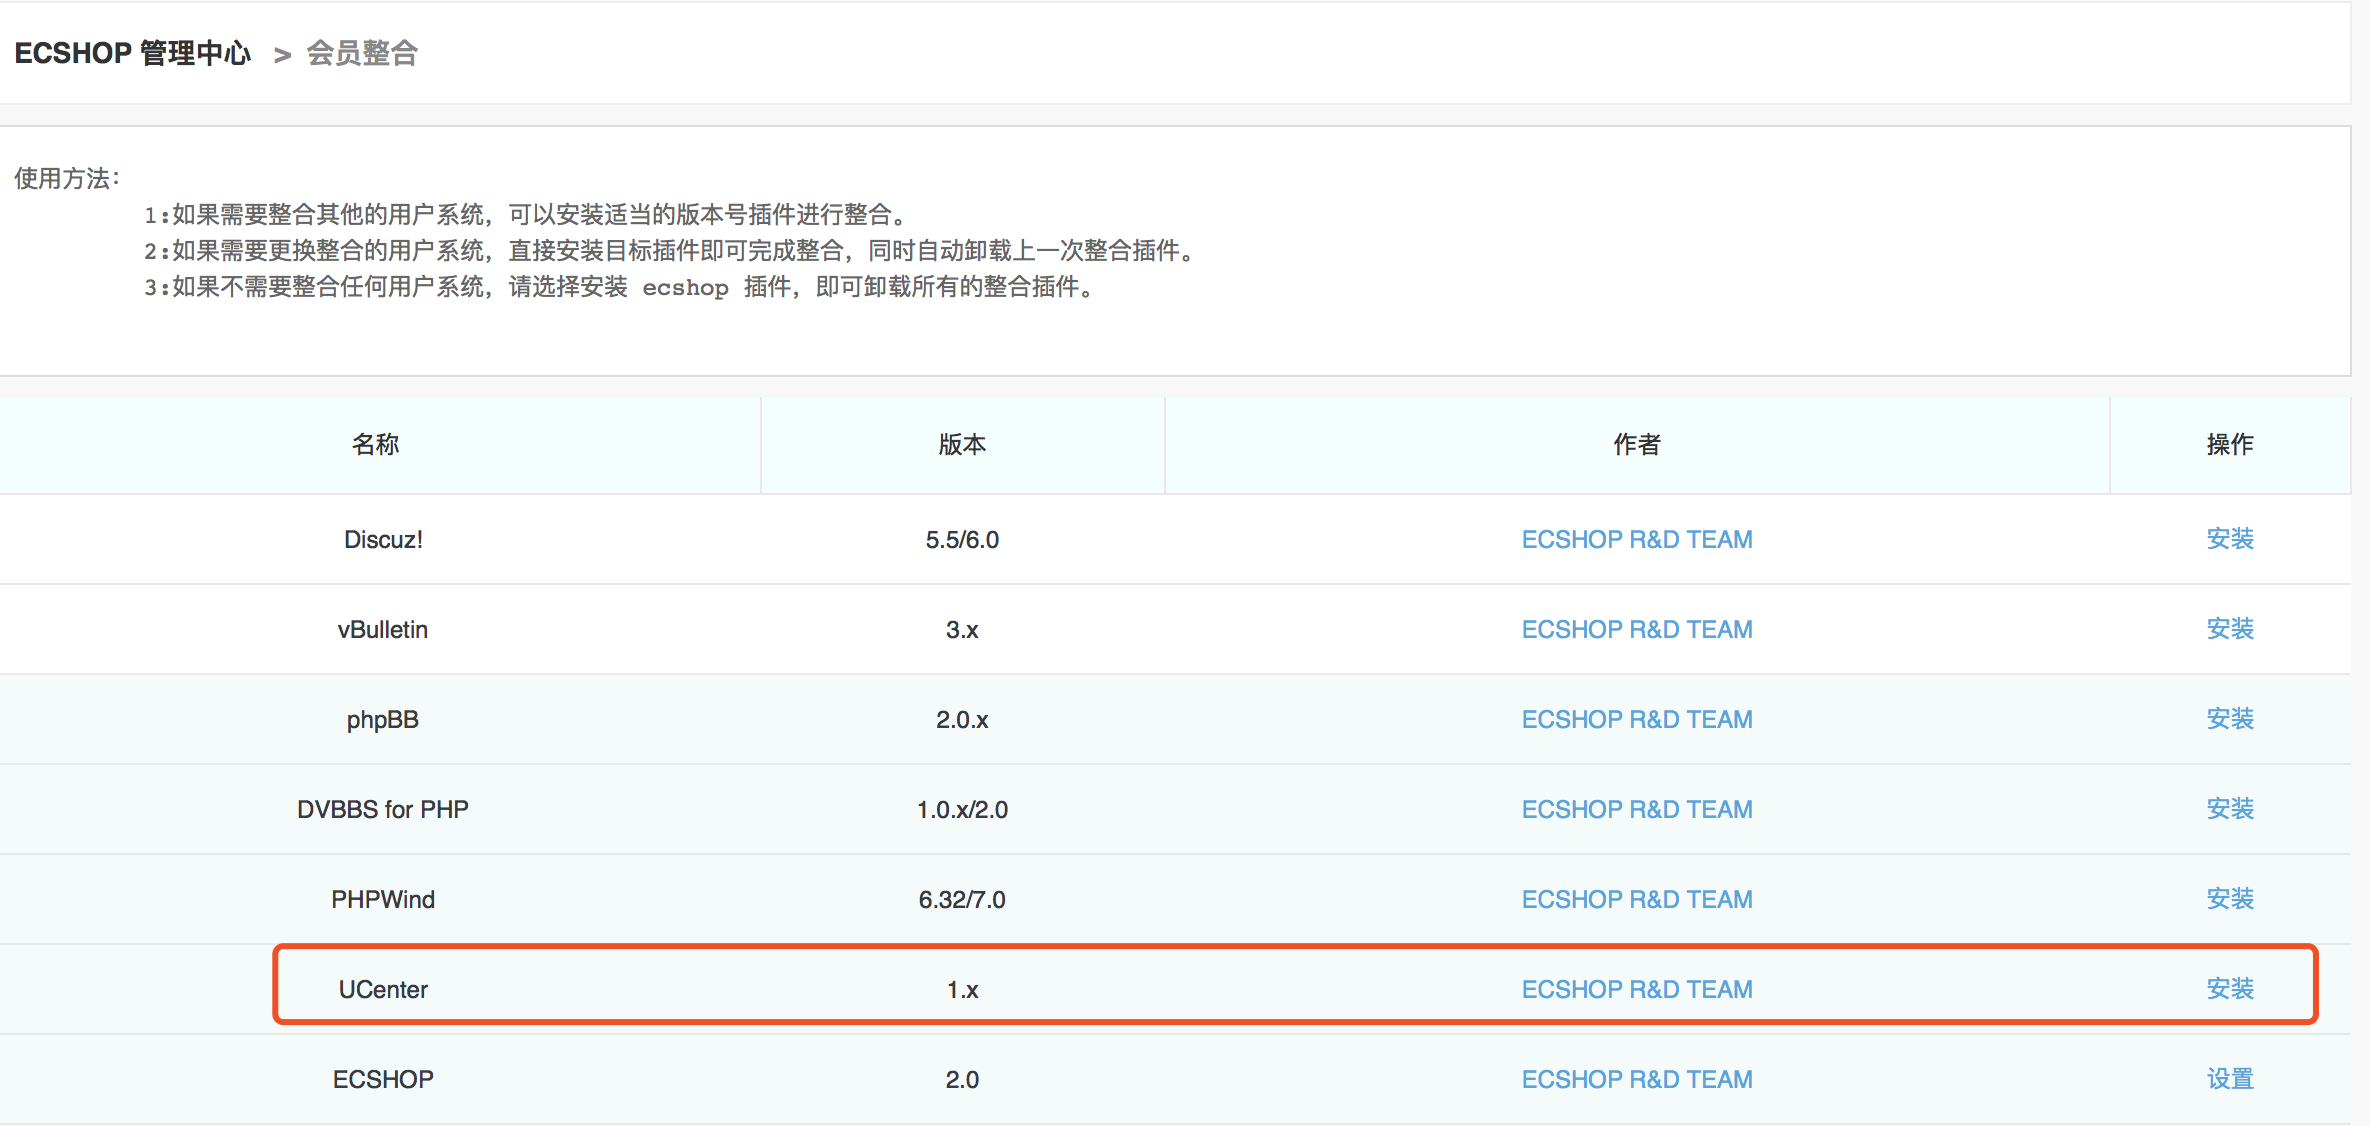 ECSHOP 管理中心 > 会员整合
使用方法：
1:如果需要整合其他的用户系统，可以安装适当的版本号插件进行整合。
2:如果需要更换整合的用户系统，直接安装目标插件即可完成整合，同时自动卸载上一次整合插件。
3:如果不需要整合任何用户系统，请选择安装 ecshop 插件，即可卸载所有的整合插件。
名称 版本 作者 操作
Discuz! 5.5/6.0 ECSHOP R&D TEAM 安装
vBulletin 3.x ECSHOP R&D TEAM 安装
phpBB 2.0.x ECSHOP R&D TEAM 安装
DVBBS for PHP 1.0.x/2.0 ECSHOP R&D TEAM 安装
PHPWind 6.32/7.0 ECSHOP R&D TEAM 安装
UCenter 1.x ECSHOP R&D TEAM 安装
ECSHOP 2.0 ECSHOP R&D TEAM 设置